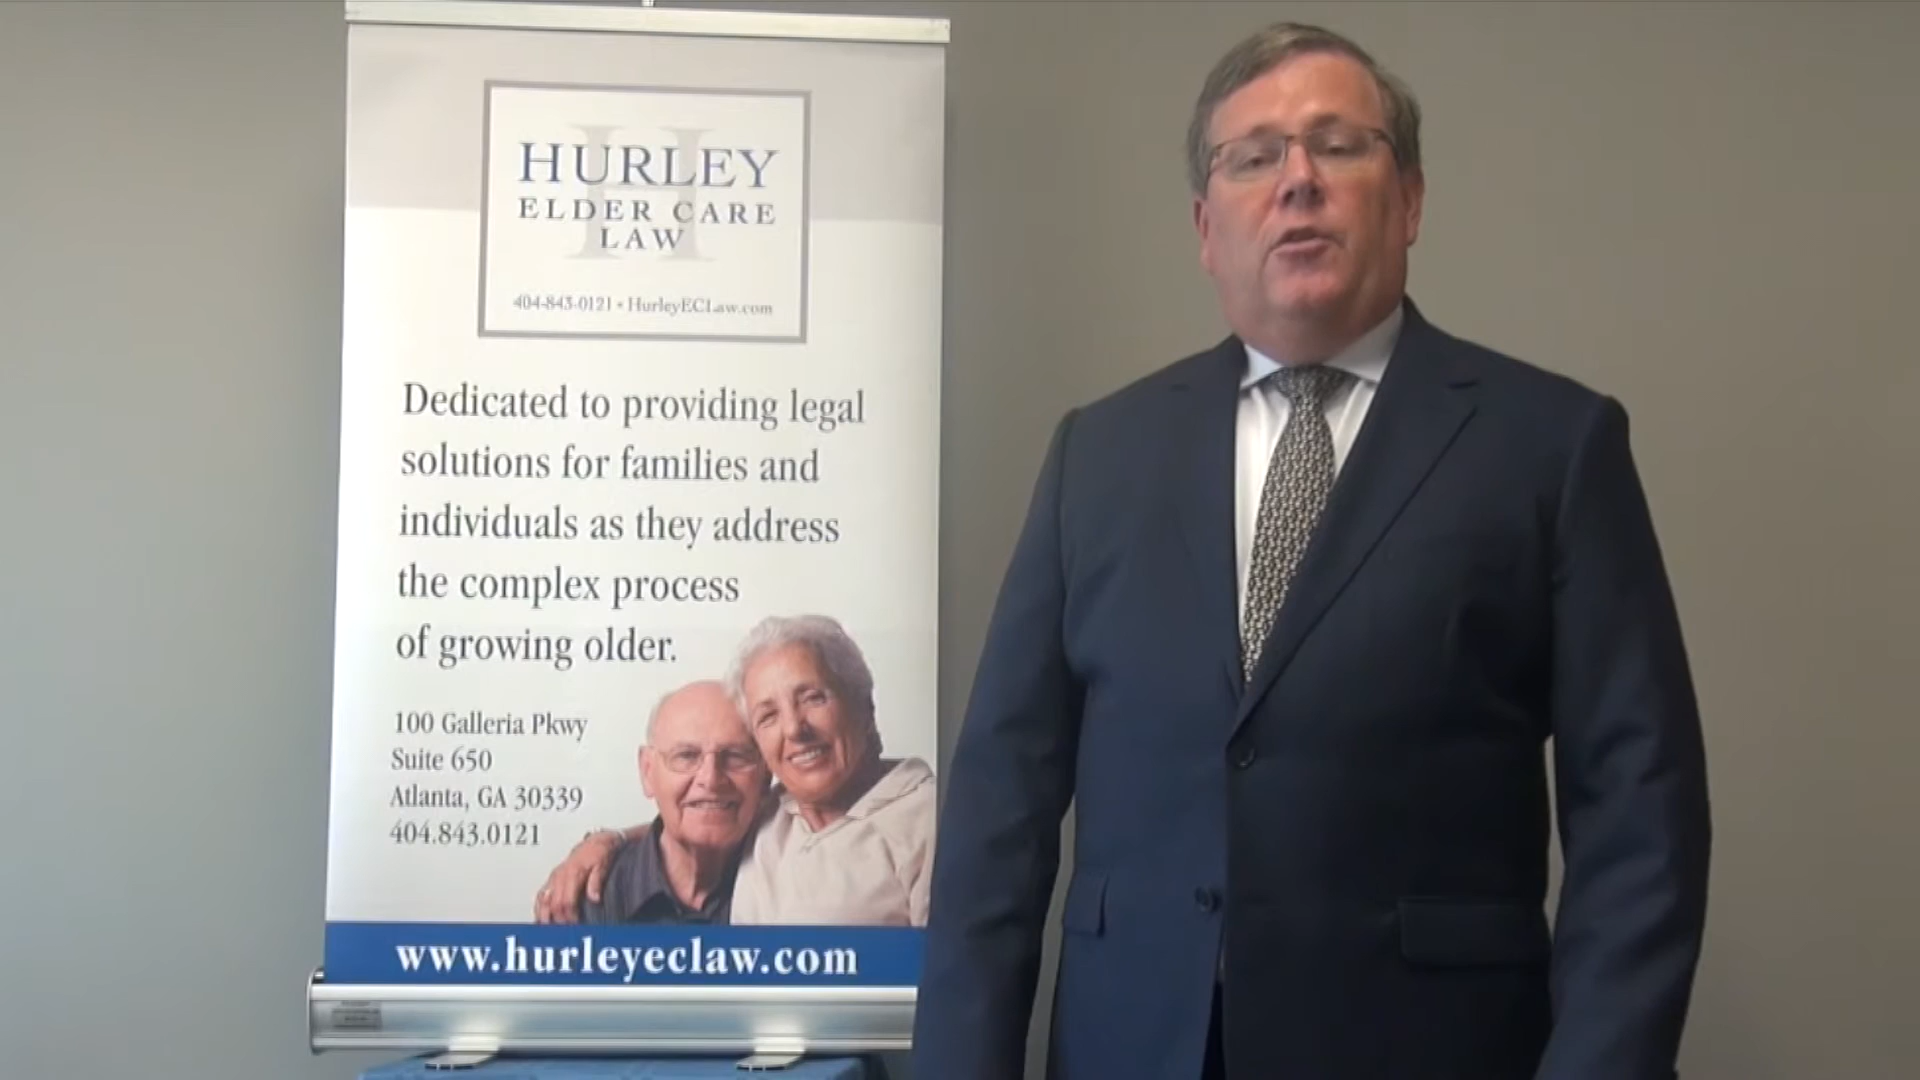 HURLEY
ELDER CARE
LAW
404-843-0121 • HurleyECLaw.com
Dedicated to providing legal
solutions for families and
individuals as they address
the complex process
of growing older.
100 Galleria Pkwy
Suite 650
Atlanta, GA 30339
404.843.0121
www.hurleyeclaw.com